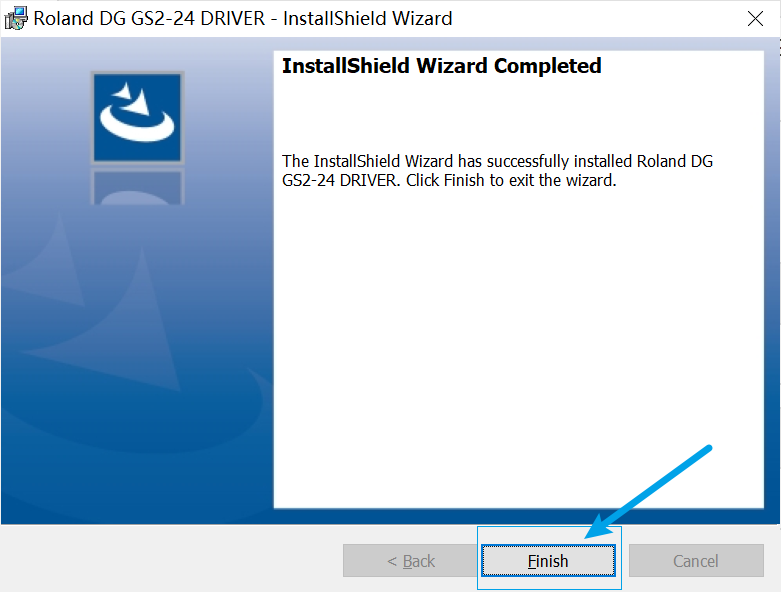 Roland DG GS2-24 DRIVER - InstallShield Wizard
InstallShield Wizard Completed
The InstallShield Wizard has successfully installed Roland DG
GS2-24 DRIVER. Click Finish to exit the wizard.
< Back
Finish
Cancel